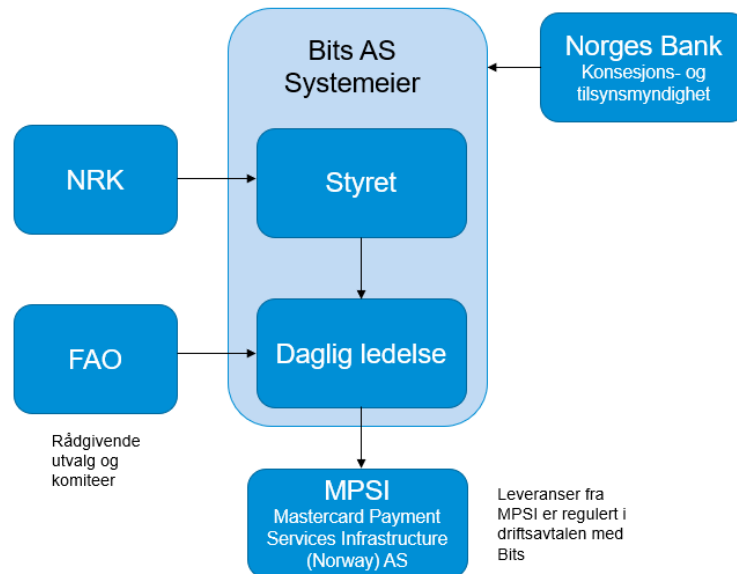 Bits AS
Systemeier
Norges Bank
Konsesjons- og
tilsynsmyndighet
NRK
Styret
FAO
Daglig ledelse
Rådgivende
utvalg og
komiteer
MPSI
Mastercard Payment
Services Infrastructure
(Norway) AS
Leveranser fra
MPSI er regulert i
driftsavtalen med
Bits